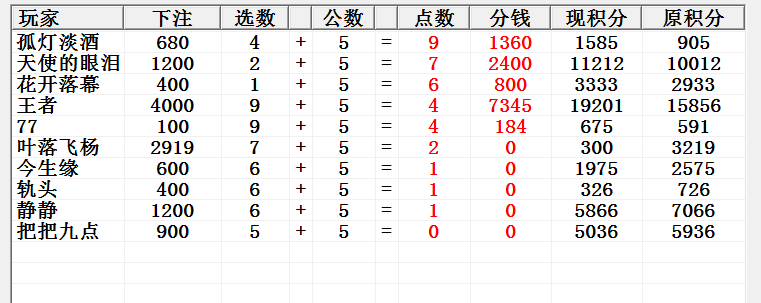 玩家 下注 选数 公数 点数 分钱 现积分 原积分
孤灯淡酒 680 4 + 5 = 9 1360 1585 905
天使的眼泪 1200 2 + 5 = 7 2400 11212 10012
花开落幕 400 1 + 5 = 6 800 3333 2933
王者 4000 9 + 5 = 4 7345 19201 15856
77 100 9 + 5 = 4 184 675 591
叶落飞杨 2919 7 + 5 = 2 0 300 3219
今生缘 600 6 + 5 = 1 0 1975 2575
轨头 400 6 + 5 = 1 0 326 726
静静 1200 6 + 5 = 1 0 5866 7066
把把九点 900 5 + 5 = 0 0 5036 5936